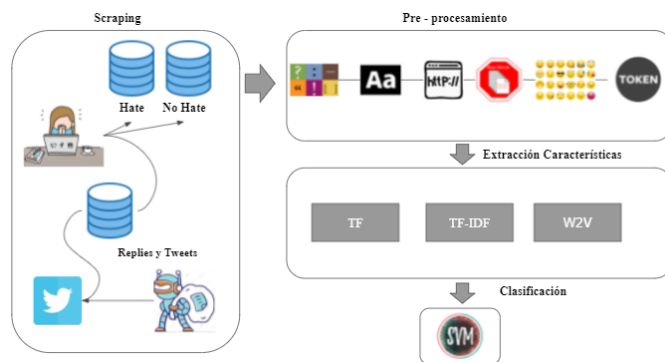 Scraping
Hate
No Hate
Replies y Tweets
Pre - procesamiento
Aa
HTTP://
TOKEN
Extracción Características
TF
TF-IDF
W2V
Clasificación
SVM